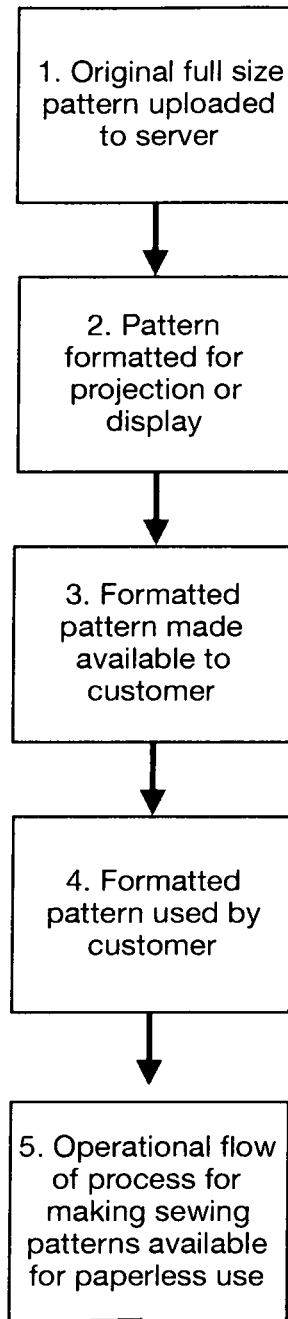 1. Original full size
pattern uploaded
to server
2. Pattern
formatted for
projection or
display
3. Formatted
pattern made
available to
customer
4. Formatted
pattern used by
customer
5. Operational flow
of process for
making sewing
patterns available
for paperless use